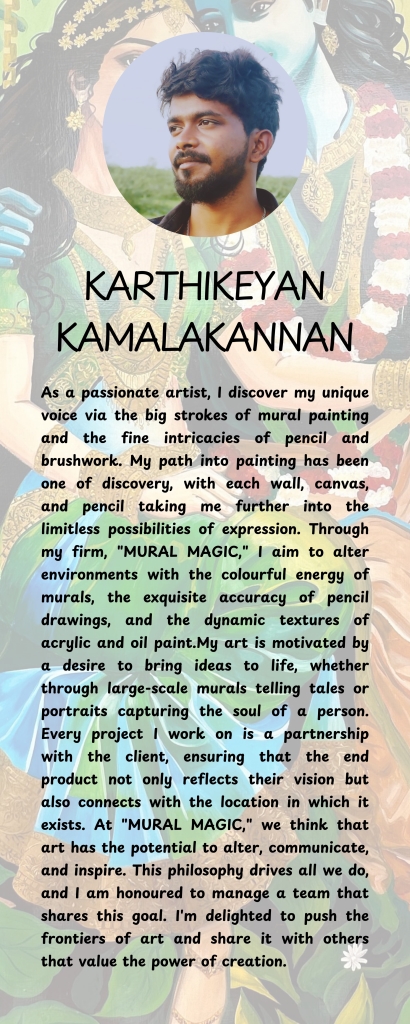 KARTHIKEYAN
KAMALAKANNAN
As a passionate artist, I discover my unique
voice via the big strokes of mural painting
and the fine intricacies of pencil and
brushwork. My path into painting has been
one of discovery, with each wall, canvas,
and pencil taking me further into the
limitless possibilities of expression. Through
my firm, "MURAL MAGIC," I aim to alter
environments with the colourful energy of
murals, the exquisite accuracy of pencil
drawings, and the dynamic textures of
acrylic and oil paint.My art is motivated by
a desire to bring ideas to life, whether
through large-scale murals telling tales or
portraits capturing the soul of a person.
Every project I work on is a partnership
with the client, ensuring that the end
product not only reflects their vision but
also connects with the location in which it
exists. At "MURAL MAGIC," we think that
art has the potential to alter, communicate,
and inspire. This philosophy drives all we do,
and I am honoured to manage a team that
shares this goal. I'm delighted to push the
frontiers of art and share it with others
that value the power of creation.